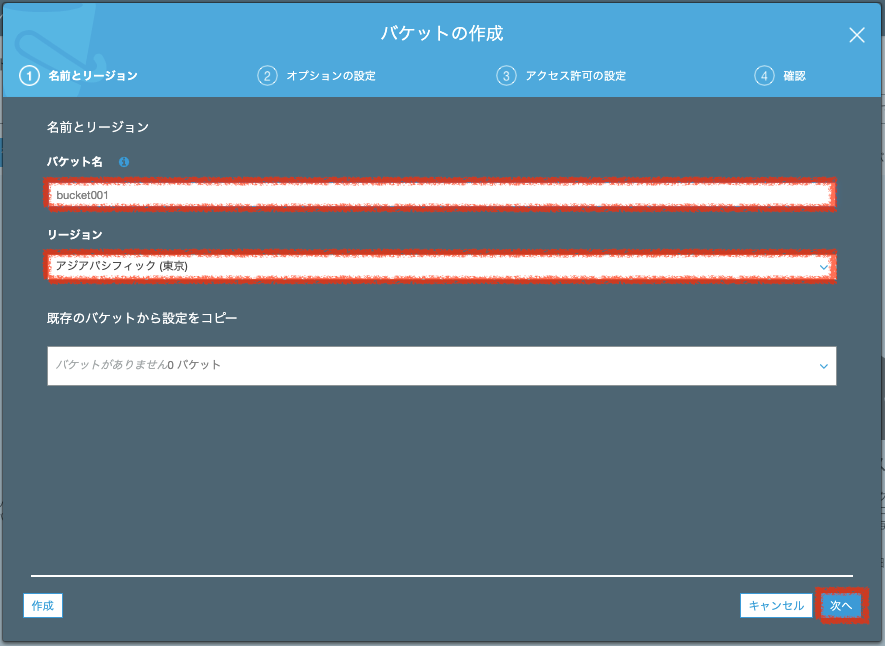 バケットの作成
1 名前とリージョン 2 オプションの設定 3 アクセス許可の設定 4 確認
名前とリージョン
バケット名
bucket001
リージョン
アジアパシフィック (東京)
既存のバケットから設定をコピー
バケットがありません0 バケット
作成 キャンセル 次へ